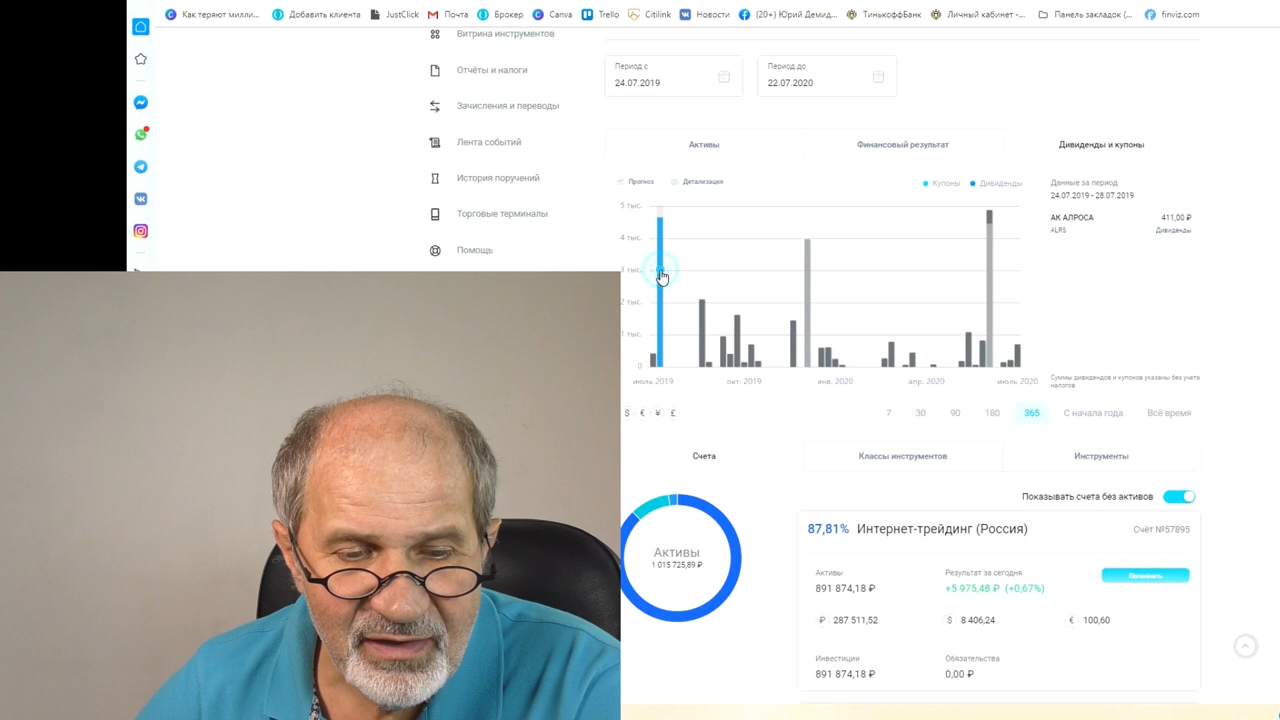 Как теряют милли... Добавить клиента JustClick Почта Брокер Canva Trello Citilink Новости (20+) Юрий Демид... ТинькоффБанк Личный кабинет -... Панель закладок (... finviz.com
Витрина инструментов
Отчёты и налоги
Зачисления и переводы
Лента событий
История поручений
Торговые терминалы
Помощь
Период с
24.07.2019
Период до
22.07.2020
Активы Финансовый результат Дивиденды и купоны
Прогноз Детализация Купоны Дивиденды
5 тыс.
4 тыс.
3 тыс.
2 тыс.
1 тыс.
0
июль 2019 окт. 2019 янв. 2020 апр. 2020 июль 2020
Данные за период
24.07.2019 - 28.07.2019
АК АЛРОСА 411,00 ₽
ALRS Дивиденды
Суммы дивидендов и купонов указаны без учета
налогов
$ € ¥ £ 7 30 90 180 365 С начала года Всё время
Счета Классы инструментов Инструменты
Показывать счета без активов
Активы
1 015 725,89 ₽
87,81% Интернет-трейдинг (Россия) Счёт №57895
Активы Результат за сегодня
891 874,18 ₽ +5 975,48 ₽ (+0,67%)
Пополнить
₽ 287 511,52 $ 8 406,24 € 100,60
Инвестиции Обязательства
891 874,18 ₽ 0,00 ₽